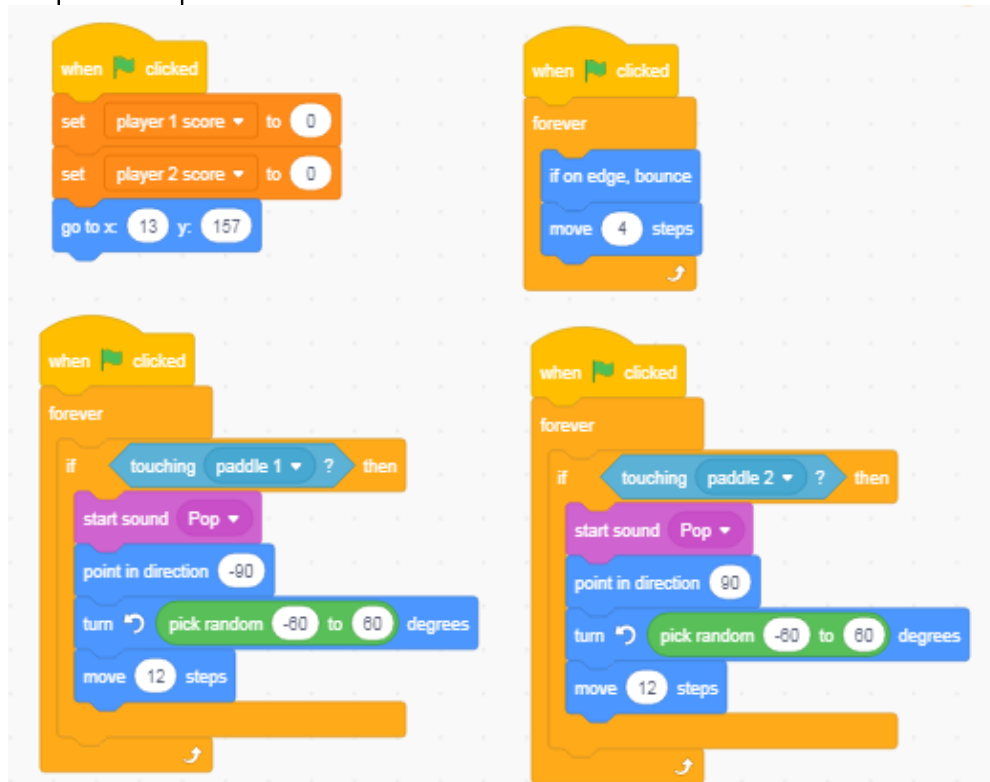 when clicked
set player 1 score to 0
set player 2 score to 0
go to x: 13 y: 157
when clicked
forever
if on edge, bounce
move 4 steps
when clicked
forever
if touching paddle 1 ? then
start sound Pop
point in direction -90
turn pick random -60 to 60 degrees
move 12 steps
when clicked
forever
if touching paddle 2 ? then
start sound Pop
point in direction 90
turn pick random -60 to 60 degrees
move 12 steps